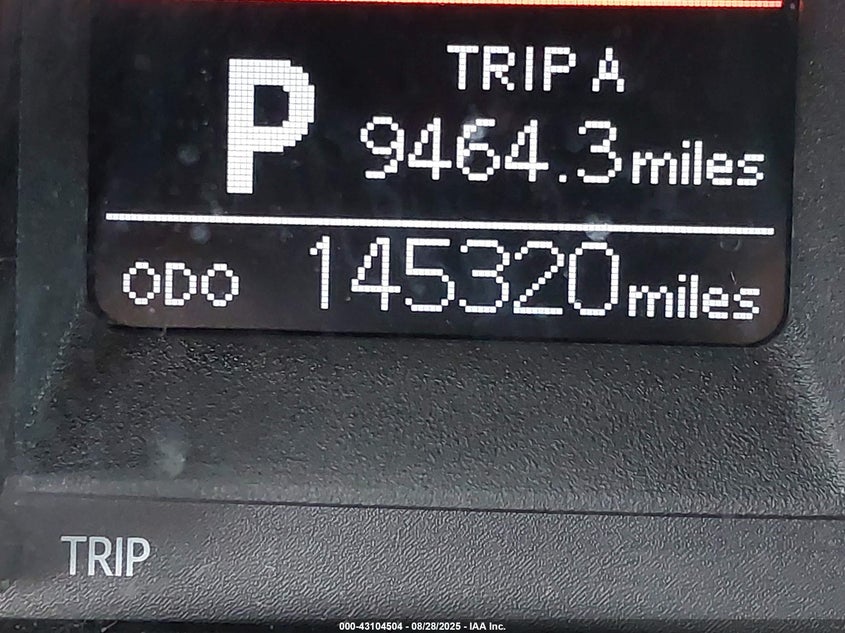 P
TRIP A
9464.3 miles
ODO 145320 miles
TRIP
000-43104504 - 08/28/2025 - IAA Inc.